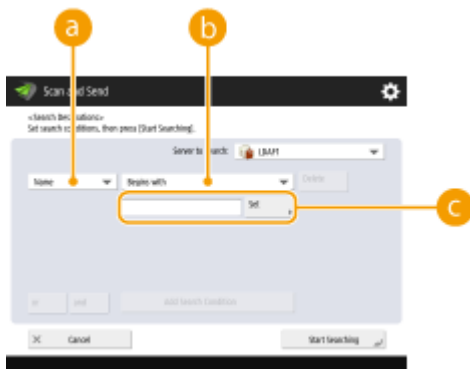 a
b
Scan and Send
<Search Destinations>
Set search conditions, then press [Start Searching].
Server to Search:
LDAP1
Name
Begins with
Delete
Set
c
or
and
Add Search Condition
Cancel
Start Searching